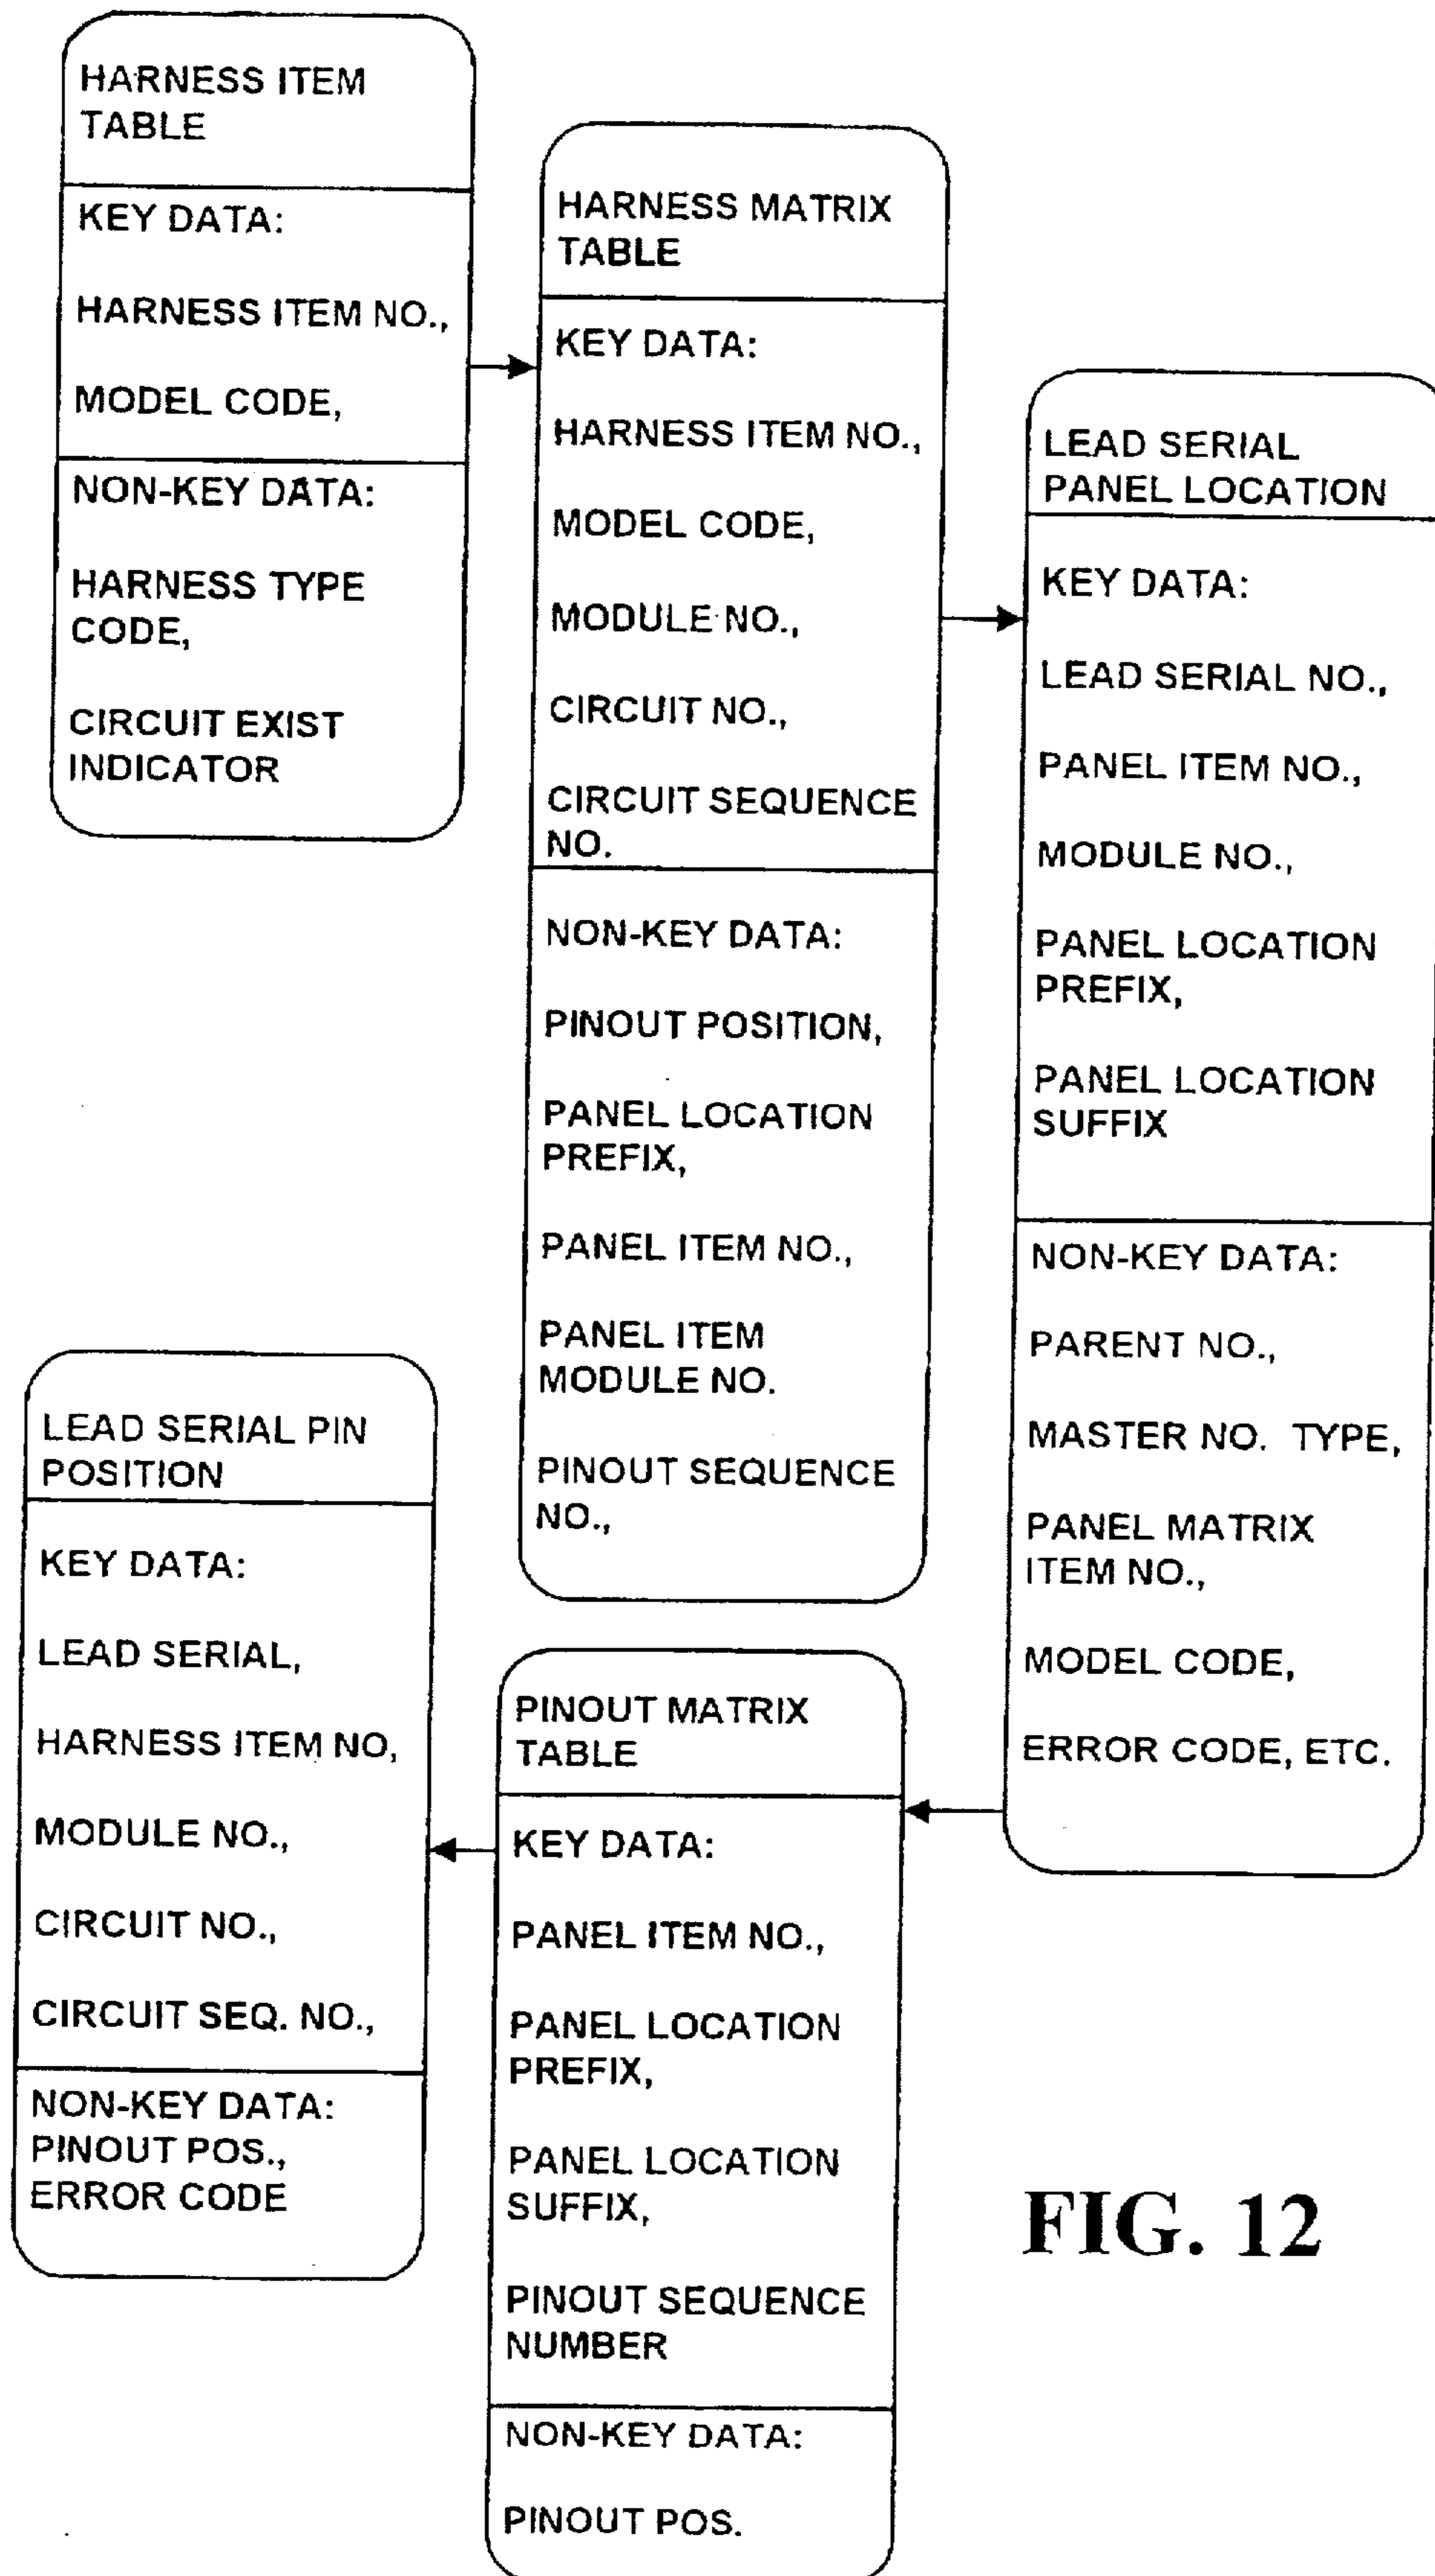 HARNESS ITEM
TABLE
KEY DATA:
HARNESS ITEM NO.,
MODEL CODE,
NON-KEY DATA:
HARNESS TYPE
CODE,
CIRCUIT EXIST
INDICATOR
HARNESS MATRIX
TABLE
KEY DATA:
HARNESS ITEM NO.,
MODEL CODE,
MODULE NO.,
CIRCUIT NO.,
CIRCUIT SEQUENCE
NO.
NON-KEY DATA:
PINOUT POSITION,
PANEL LOCATION
PREFIX,
PANEL ITEM NO.,
PANEL ITEM
MODULE NO.
PINOUT SEQUENCE
NO.,
LEAD SERIAL
PANEL LOCATION
KEY DATA:
LEAD SERIAL NO.,
PANEL ITEM NO.,
MODULE NO.,
PANEL LOCATION
PREFIX,
PANEL LOCATION
SUFFIX
NON-KEY DATA:
PARENT NO.,
MASTER NO. TYPE,
PANEL MATRIX
ITEM NO.,
MODEL CODE,
ERROR CODE, ETC.
PINOUT MATRIX
TABLE
KEY DATA:
PANEL ITEM NO.,
PANEL LOCATION
PREFIX,
PANEL LOCATION
SUFFIX,
PINOUT SEQUENCE
NUMBER
NON-KEY DATA:
PINOUT POS.
LEAD SERIAL PIN
POSITION
KEY DATA:
LEAD SERIAL,
HARNESS ITEM NO,
MODULE NO.,
CIRCUIT NO.,
CIRCUIT SEQ. NO.,
NON-KEY DATA:
PINOUT POS.,
ERROR CODE
FIG. 12